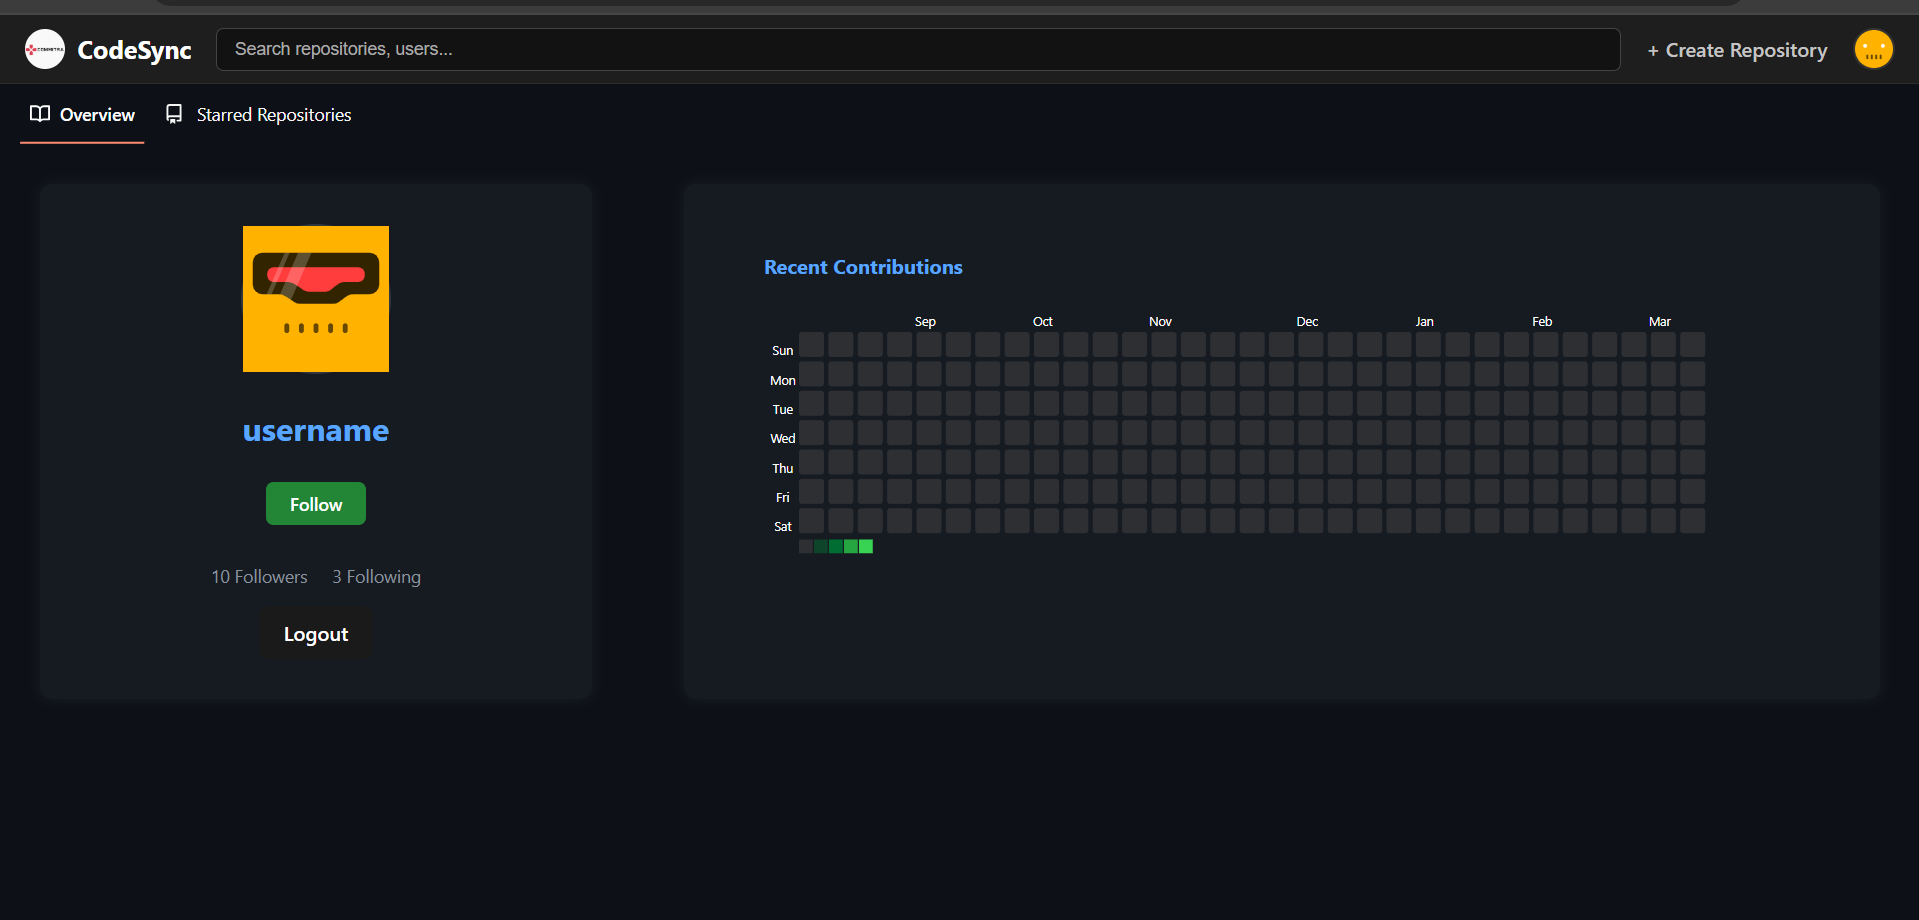 CodeSync
Search repositories, users...
+ Create Repository
Overview
Starred Repositories
username
Follow
10 Followers 3 Following
Logout
Recent Contributions
Sep Oct Nov Dec Jan Feb Mar
Sun
Mon
Tue
Wed
Thu
Fri
Sat